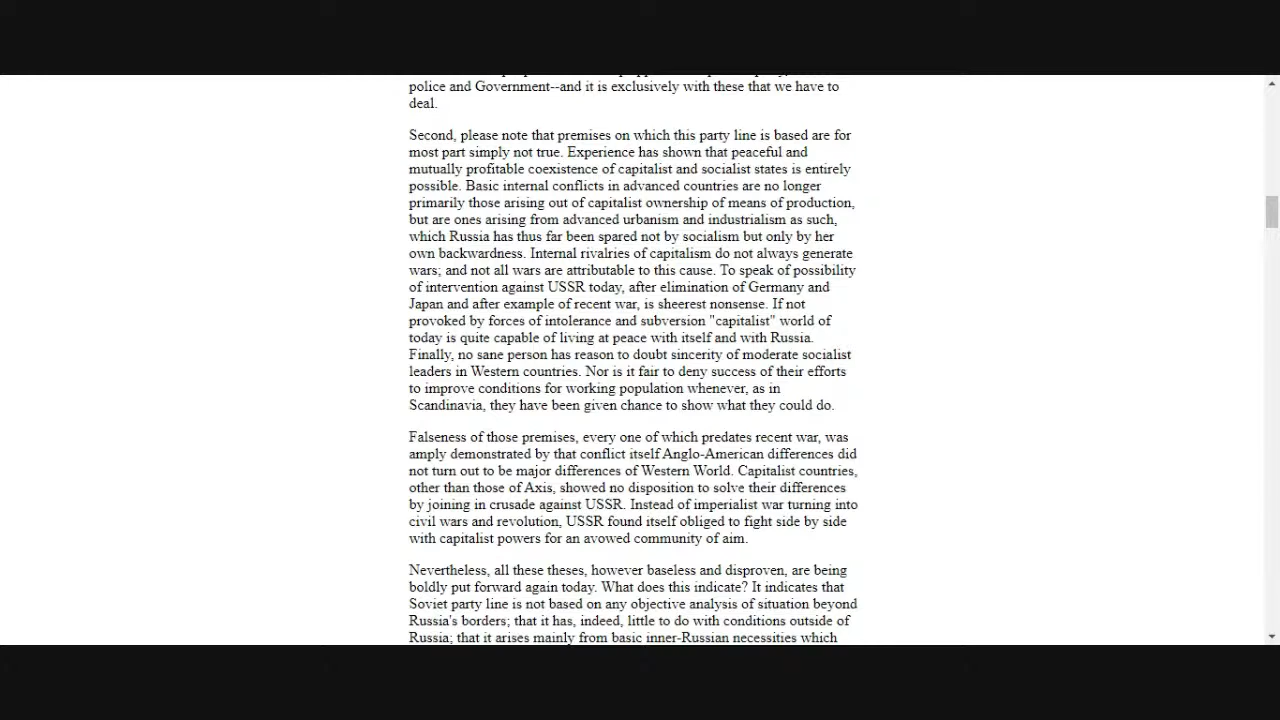 police and Government--and it is exclusively with these that we have to
deal.
Second, please note that premises on which this party line is based are for
most part simply not true. Experience has shown that peaceful and
mutually profitable coexistence of capitalist and socialist states is entirely
possible. Basic internal conflicts in advanced countries are no longer
primarily those arising out of capitalist ownership of means of production,
but are ones arising from advanced urbanism and industrialism as such,
which Russia has thus far been spared not by socialism but only by her
own backwardness. Internal rivalries of capitalism do not always generate
wars; and not all wars are attributable to this cause. To speak of possibility
of intervention against USSR today, after elimination of Germany and
Japan and after example of recent war, is sheerest nonsense. If not
provoked by forces of intolerance and subversion "capitalist" world of
today is quite capable of living at peace with itself and with Russia.
Finally, no sane person has reason to doubt sincerity of moderate socialist
leaders in Western countries. Nor is it fair to deny success of their efforts
to improve conditions for working population whenever, as in
Scandinavia, they have been given chance to show what they could do.
Falseness of those premises, every one of which predates recent war, was
amply demonstrated by that conflict itself Anglo-American differences did
not turn out to be major differences of Western World. Capitalist countries,
other than those of Axis, showed no disposition to solve their differences
by joining in crusade against USSR. Instead of imperialist war turning into
civil wars and revolution, USSR found itself obliged to fight side by side
with capitalist powers for an avowed community of aim.
Nevertheless, all these theses, however baseless and disproven, are being
boldly put forward again today. What does this indicate? It indicates that
Soviet party line is not based on any objective analysis of situation beyond
Russia's borders; that it has, indeed, little to do with conditions outside of
Russia; that it arises mainly from basic inner-Russian necessities which